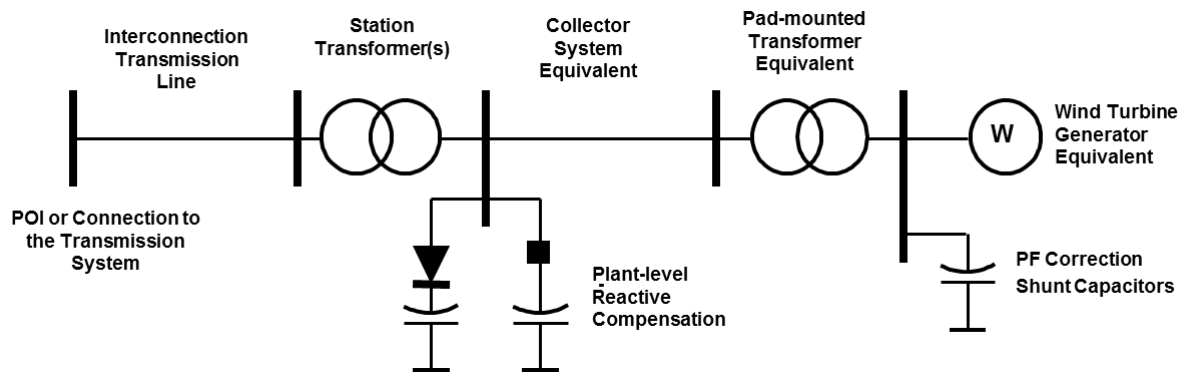 Interconnection
Transmission
Line
Station
Transformer(s)
Collector
System
Equivalent
Pad-mounted
Transformer
Equivalent
W
Wind Turbine
Generator
Equivalent
POI or Connection to
the Transmission
System
Plant-level
Reactive
Compensation
PF Correction
Shunt Capacitors